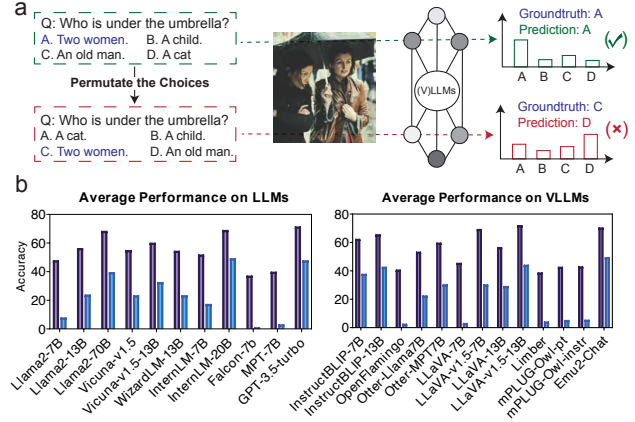 a
Q: Who is under the umbrella?
A. Two women. B. A child.
C. An old man. D. A cat
Permutate the Choices
Q: Who is under the umbrella?
A. A cat. B. A child.
C. Two women. D. An old man.
(V)LLMs
Groundtruth: A
Prediction: A
(✓)
A B C D
Groundtruth: C
Prediction: D
(×)
A B C D
b
Average Performance on LLMs
Accuracy
80
60
40
20
0
Llama2-7B
Llama2-13B
Llama2-70B
Vicuna-v1.5
Vicuna-v1.5-13B
WizardLM-13B
InternLM-7B
InternLM-20B
Falcon-7b
MPT-7B
GPT-3.5-turbo
Average Performance on VLLMs
80
60
40
20
0
InstructBLIP-7B
InstructBLIP-13B
OpenFlamingo
Otter-Llama7B
Otter-MPT7B
LLaVA-7B
LLaVA-v1.5-7B
LLaVA-13B
LLaVA-v1.5-13B
Limber
mPLUG-Owl-pt
mPLUG-Owl-instr
Emu2-Chat